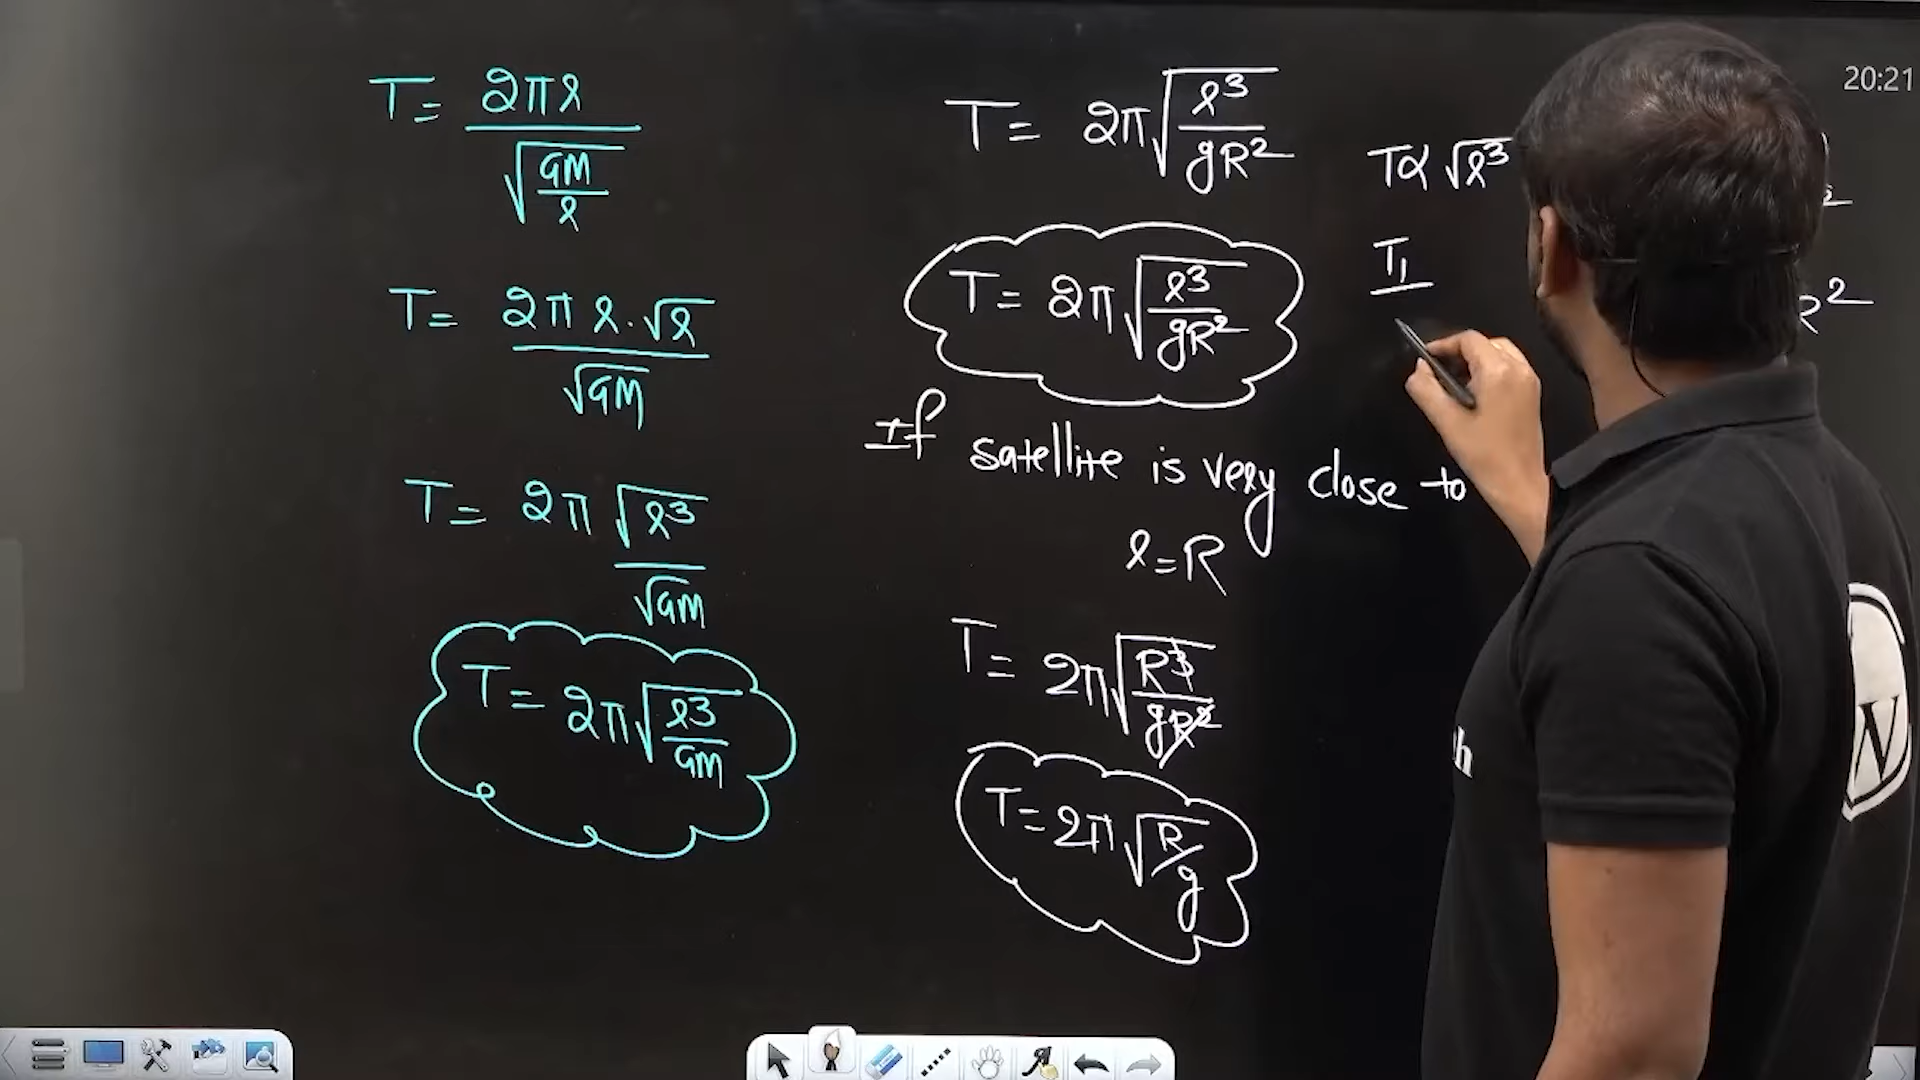 T = 2πr / √(GM/r)
T = 2πr·√r / √GM
T = 2π √r³ / √GM
T = 2π√(r³/GM)
T = 2π√(r³/gR²)
T = 2π√(r³/gR²)
If satellite is very close to
r = R
T = 2π√(R³/gR²)
T = 2π√(R/g)
20:21
T ∝ √r³
T₁
R²
h
W